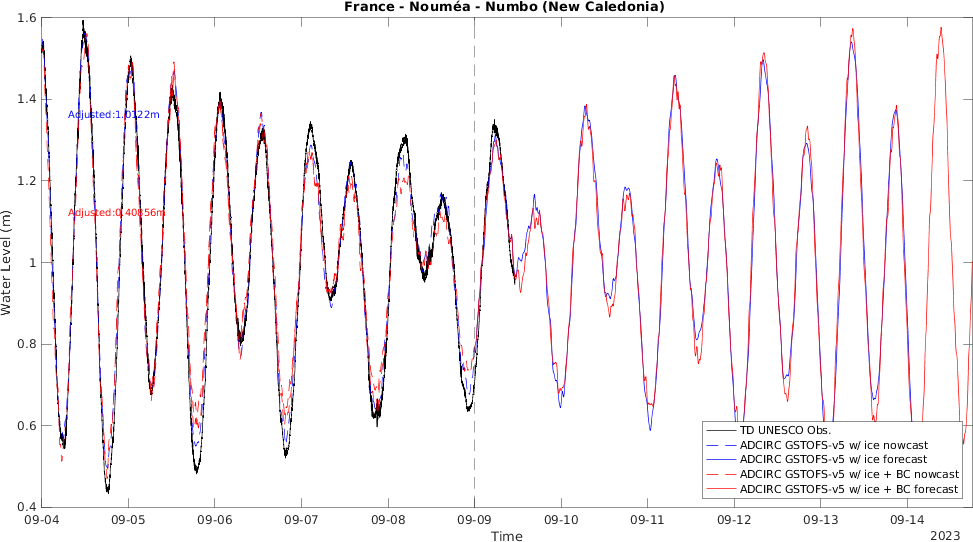 France - Nouméa - Numbo (New Caledonia)
1.6
1.4
1.2
1
0.8
0.6
0.4
Water Level (m)
Adjusted:1.0122m
Adjusted:0.40856m
TD UNESCO Obs.
ADCIRC GSTOFS-v5 w/ ice nowcast
ADCIRC GSTOFS-v5 w/ ice forecast
ADCIRC GSTOFS-v5 w/ ice + BC nowcast
ADCIRC GSTOFS-v5 w/ ice + BC forecast
09-04 09-05 09-06 09-07 09-08 09-09 09-10 09-11 09-12 09-13 09-14
Time
2023